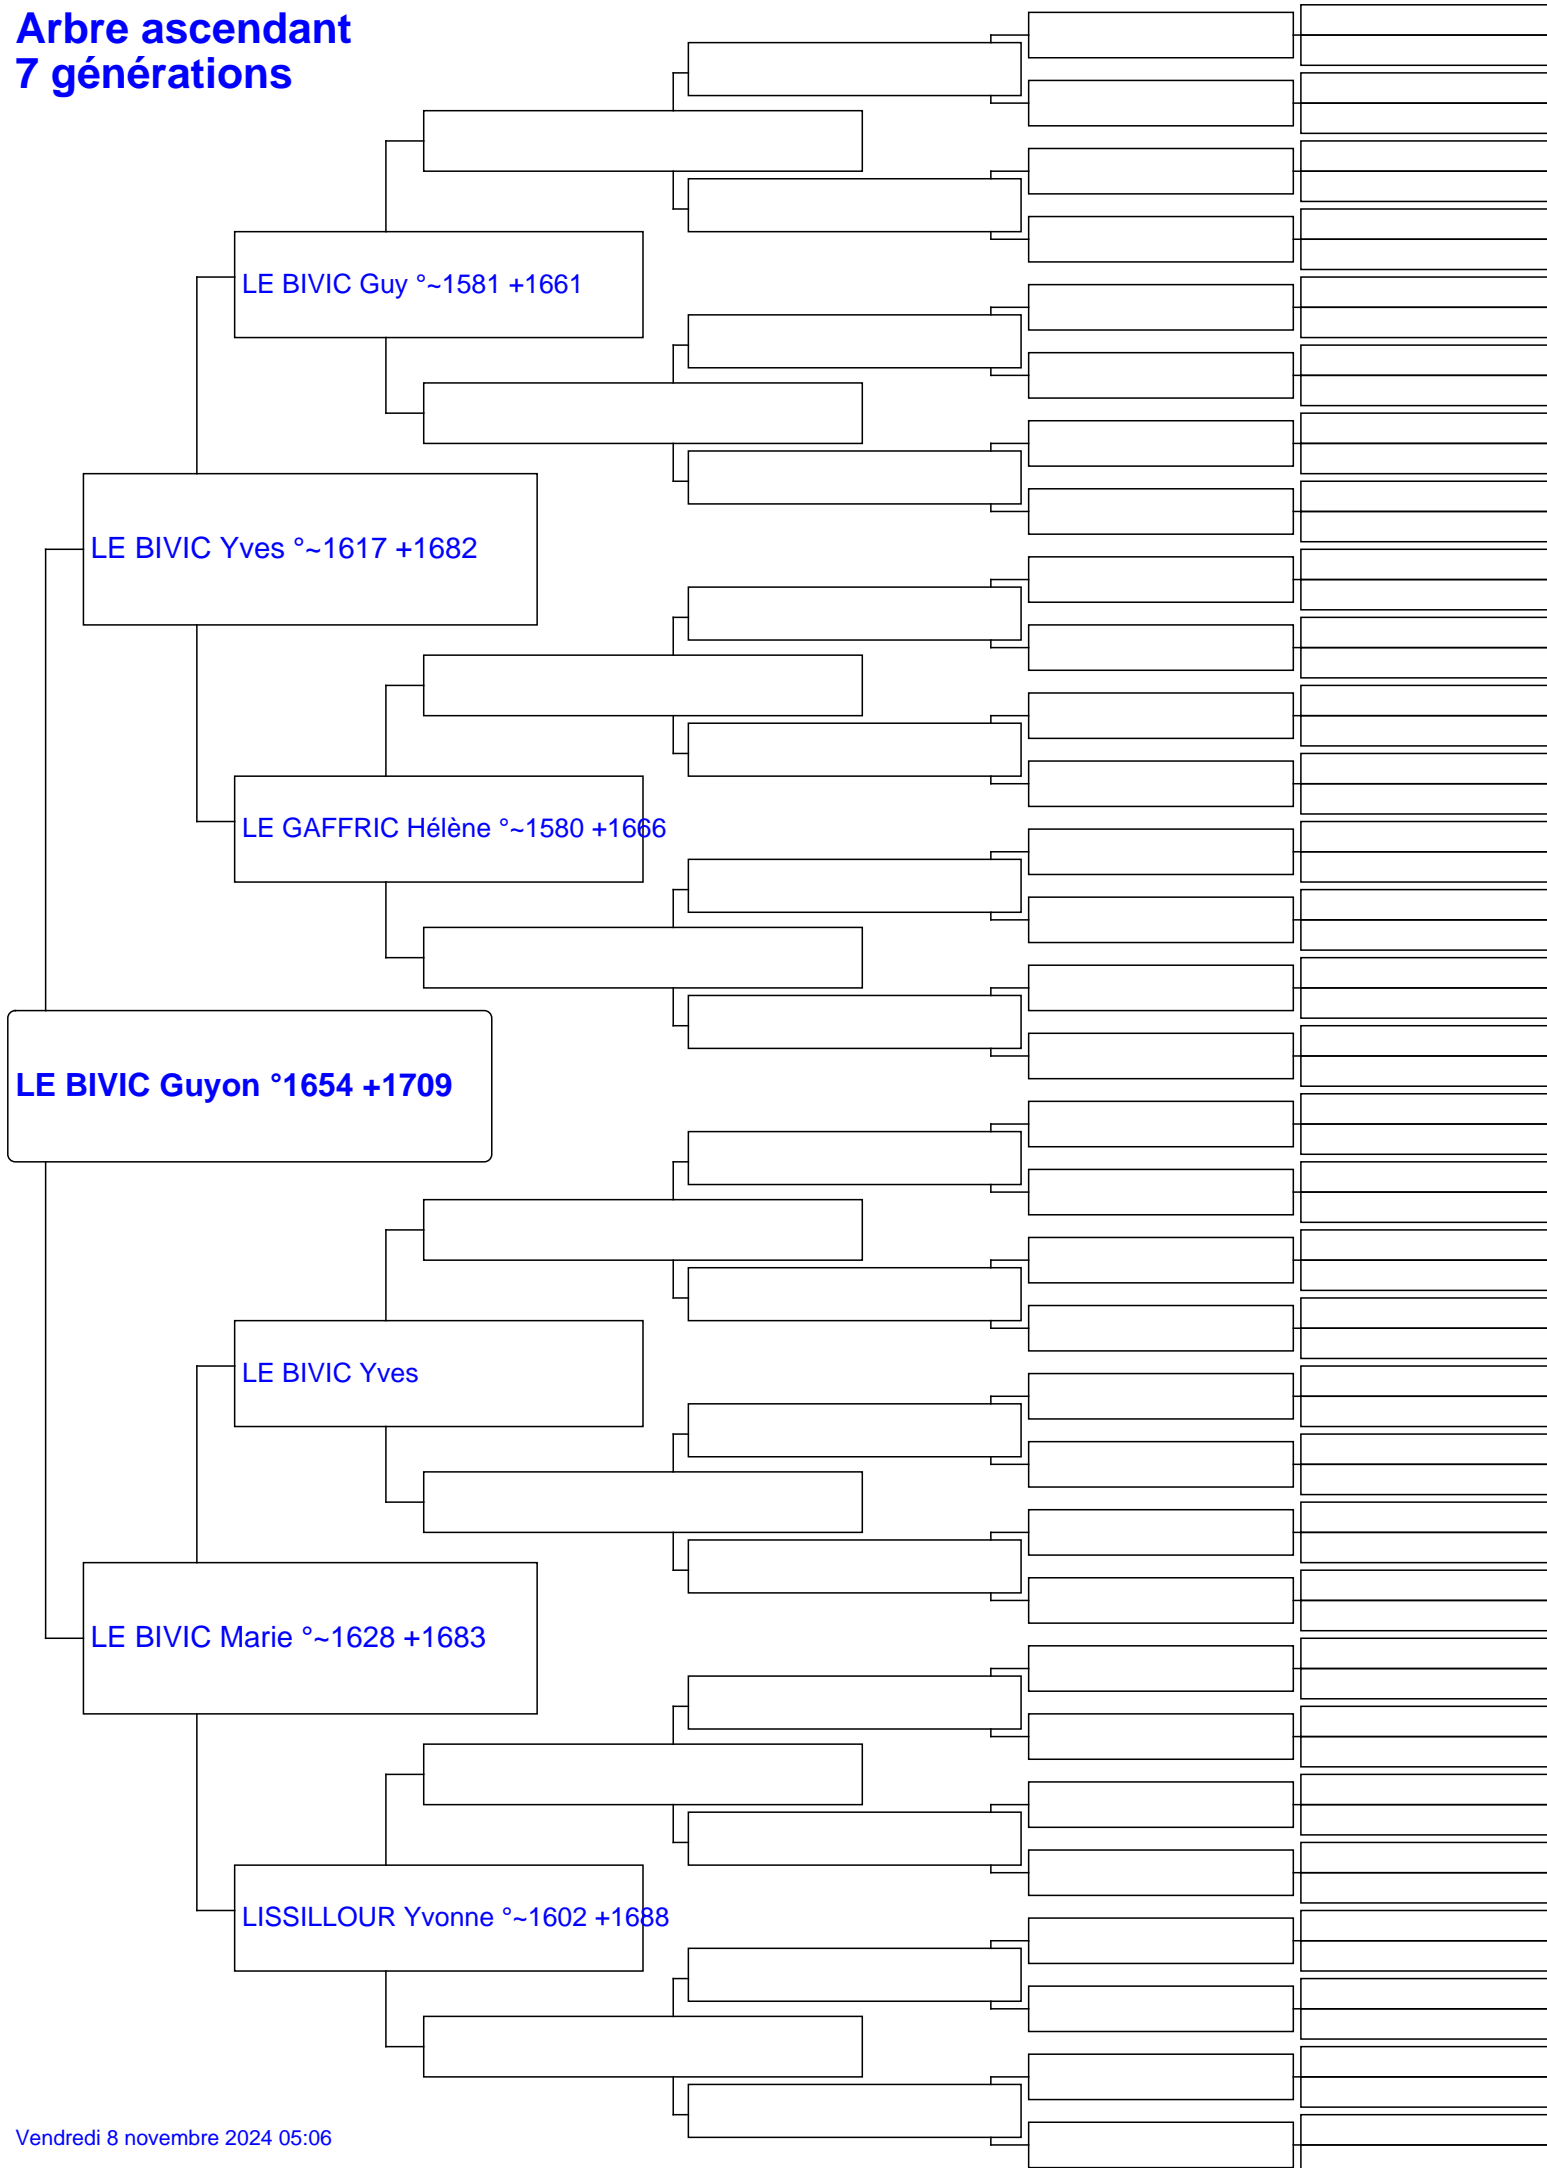 Arbre ascendant
7 générations
LE BIVIC Guy °~1581 +1661
LE BIVIC Yves °~1617 +1682
LE GAFFRIC Hélène °~1580 +1666
LE BIVIC Guyon °1654 +1709
LE BIVIC Yves
LE BIVIC Marie °~1628 +1683
LISSILLOUR Yvonne °~1602 +1688
Vendredi 8 novembre 2024 05:06